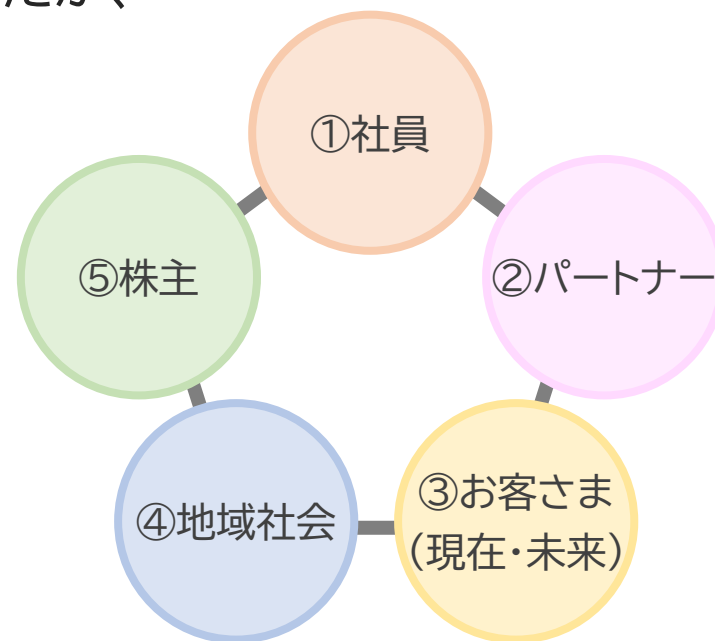 ①社員
②パートナー
③お客さま
(現在・未来)
④地域社会
⑤株主